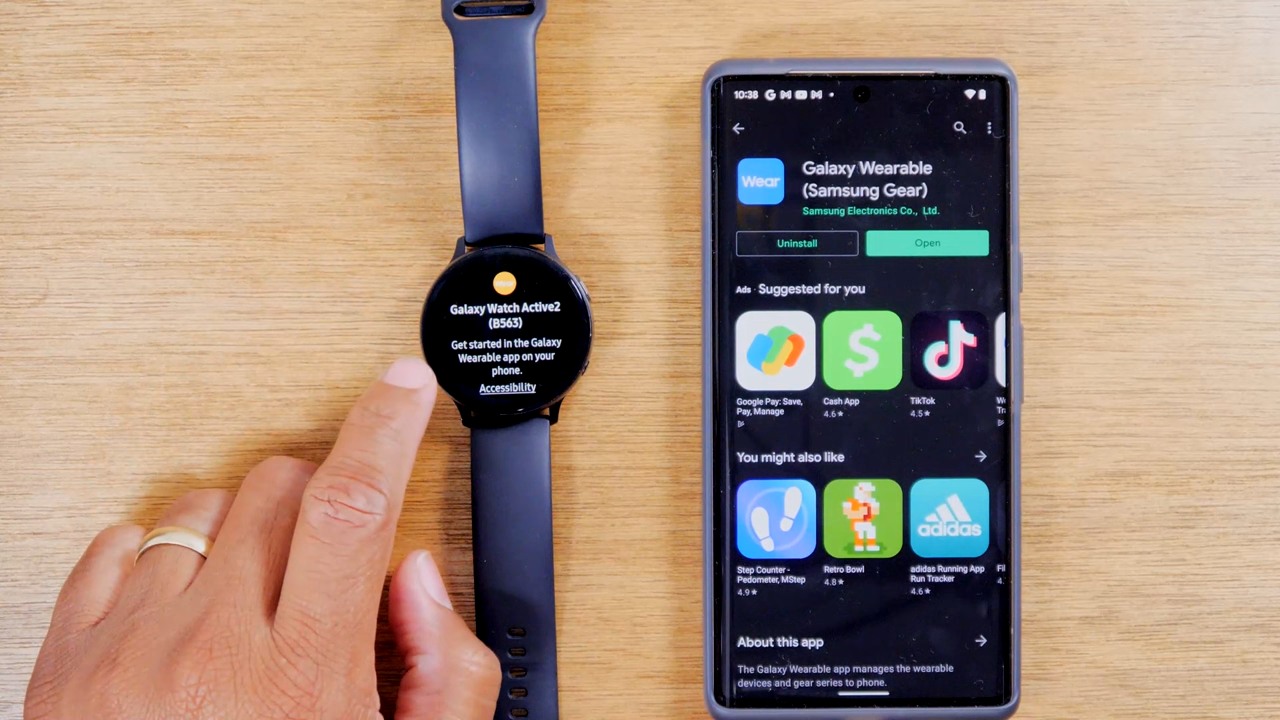 Galaxy Watch Active2
(B563)
Get started in the Galaxy
Wearable app on your
phone.
Accessibility
10:38
Wear
Galaxy Wearable
(Samsung Gear)
Samsung Electronics Co., Ltd.
Uninstall
Open
Ads · Suggested for you
Google Pay: Save,
Pay, Manage
Cash App
4.6★
TikTok
4.5★
You might also like
adidas
Step Counter -
Pedometer, MStep
4.9★
Retro Bowl
4.8★
adidas Running App
Run Tracker
4.6★
About this app
The Galaxy Wearable app manages the wearable
devices and gear series to phone.